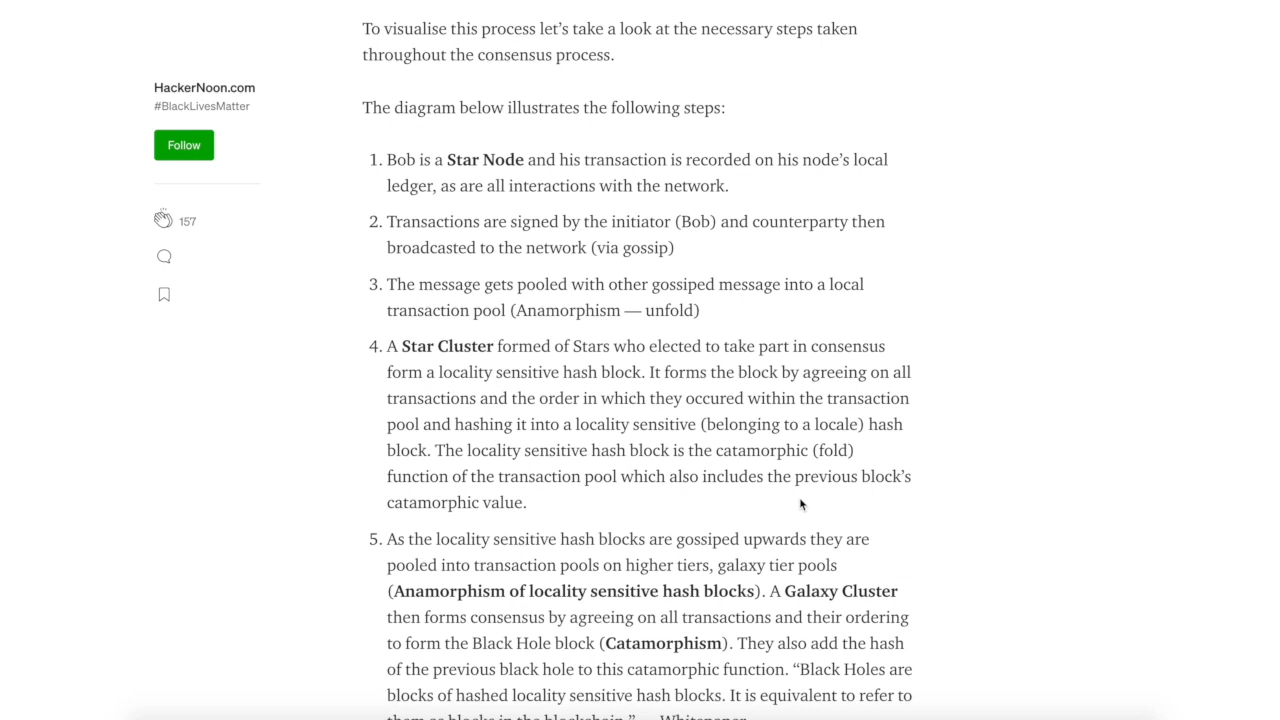 To visualise this process let’s take a look at the necessary steps taken
throughout the consensus process.
HackerNoon.com
#BlackLivesMatter
Follow
157
The diagram below illustrates the following steps:
1. Bob is a Star Node and his transaction is recorded on his node’s local
ledger, as are all interactions with the network.
2. Transactions are signed by the initiator (Bob) and counterparty then
broadcasted to the network (via gossip)
3. The message gets pooled with other gossiped message into a local
transaction pool (Anamorphism — unfold)
4. A Star Cluster formed of Stars who elected to take part in consensus
form a locality sensitive hash block. It forms the block by agreeing on all
transactions and the order in which they occured within the transaction
pool and hashing it into a locality sensitive (belonging to a locale) hash
block. The locality sensitive hash block is the catamorphic (fold)
function of the transaction pool which also includes the previous block’s
catamorphic value.
5. As the locality sensitive hash blocks are gossiped upwards they are
pooled into transaction pools on higher tiers, galaxy tier pools
(Anamorphism of locality sensitive hash blocks). A Galaxy Cluster
then forms consensus by agreeing on all transactions and their ordering
to form the Black Hole block (Catamorphism). They also add the hash
of the previous black hole to this catamorphic function. “Black Holes are
blocks of hashed locality sensitive hash blocks. It is equivalent to refer to
them as blocks in the blockchain.” — Whitepaper